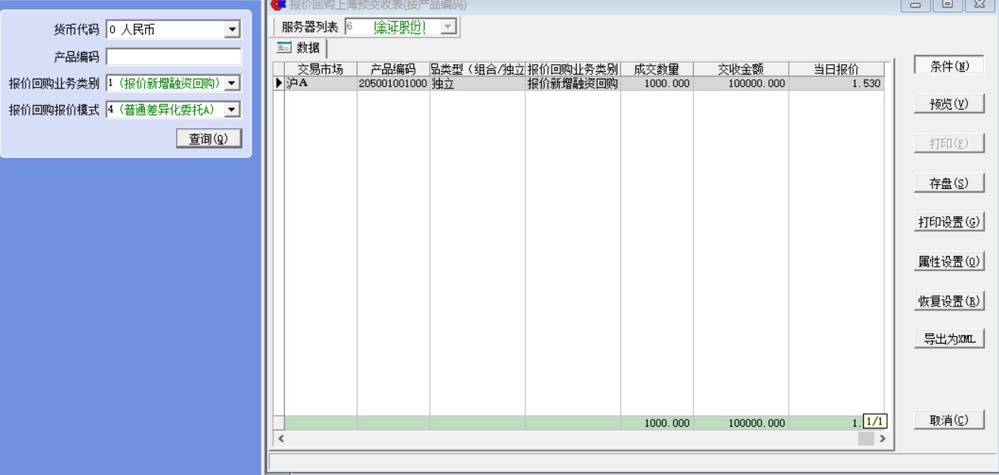 报价回购上海预交收表(按产品编码)
货币代码 0 人民币
产品编码
报价回购业务类别 1 (报价新增融资回购)
报价回购报价模式 4 (普通差异化委托A)
查询(Q)
服务器列表 6 (金证股份)
数据
交易市场 产品编码 品类型（组合/独立 报价回购业务类别 成交数量 交收金额 当日报价
沪A 205001001000 独立 报价新增融资回购 1000.000 100000.000 1.530
1000.000 100000.000 1. 1/1
条件(N)
预览(V)
打印(P)
存盘(S)
打印设置(G)
属性设置(O)
恢复设置(R)
导出为XML
取消(C)